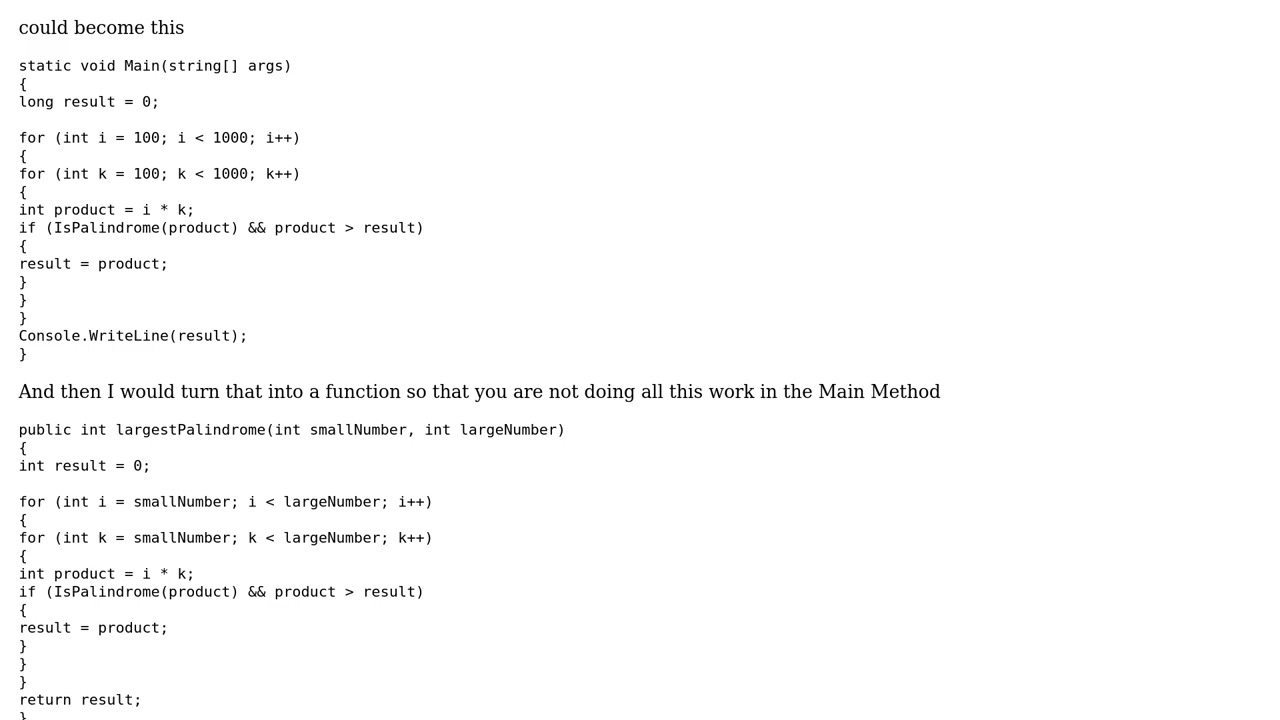 could become this
static void Main(string[] args)
{
long result = 0;
for (int i = 100; i < 1000; i++)
{
for (int k = 100; k < 1000; k++)
{
int product = i * k;
if (IsPalindrome(product) && product > result)
{
result = product;
}
}
}
Console.WriteLine(result);
}
And then I would turn that into a function so that you are not doing all this work in the Main Method
public int largestPalindrome(int smallNumber, int largeNumber)
{
int result = 0;
for (int i = smallNumber; i < largeNumber; i++)
{
for (int k = smallNumber; k < largeNumber; k++)
{
int product = i * k;
if (IsPalindrome(product) && product > result)
{
result = product;
}
}
}
return result;
}